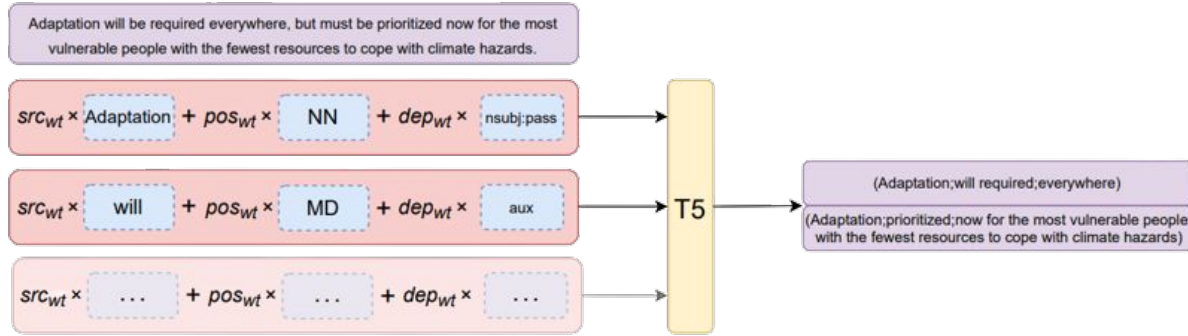 Adaptation will be required everywhere, but must be prioritized now for the most
vulnerable people with the fewest resources to cope with climate hazards.
src_wt × Adaptation + pos_wt × NN + dep_wt × nsubj:pass
src_wt × will + pos_wt × MD + dep_wt × aux
src_wt × ... + pos_wt × ... + dep_wt × ...
T5
(Adaptation;will required;everywhere)
(Adaptation;prioritized;now for the most vulnerable people
with the fewest resources to cope with climate hazards)